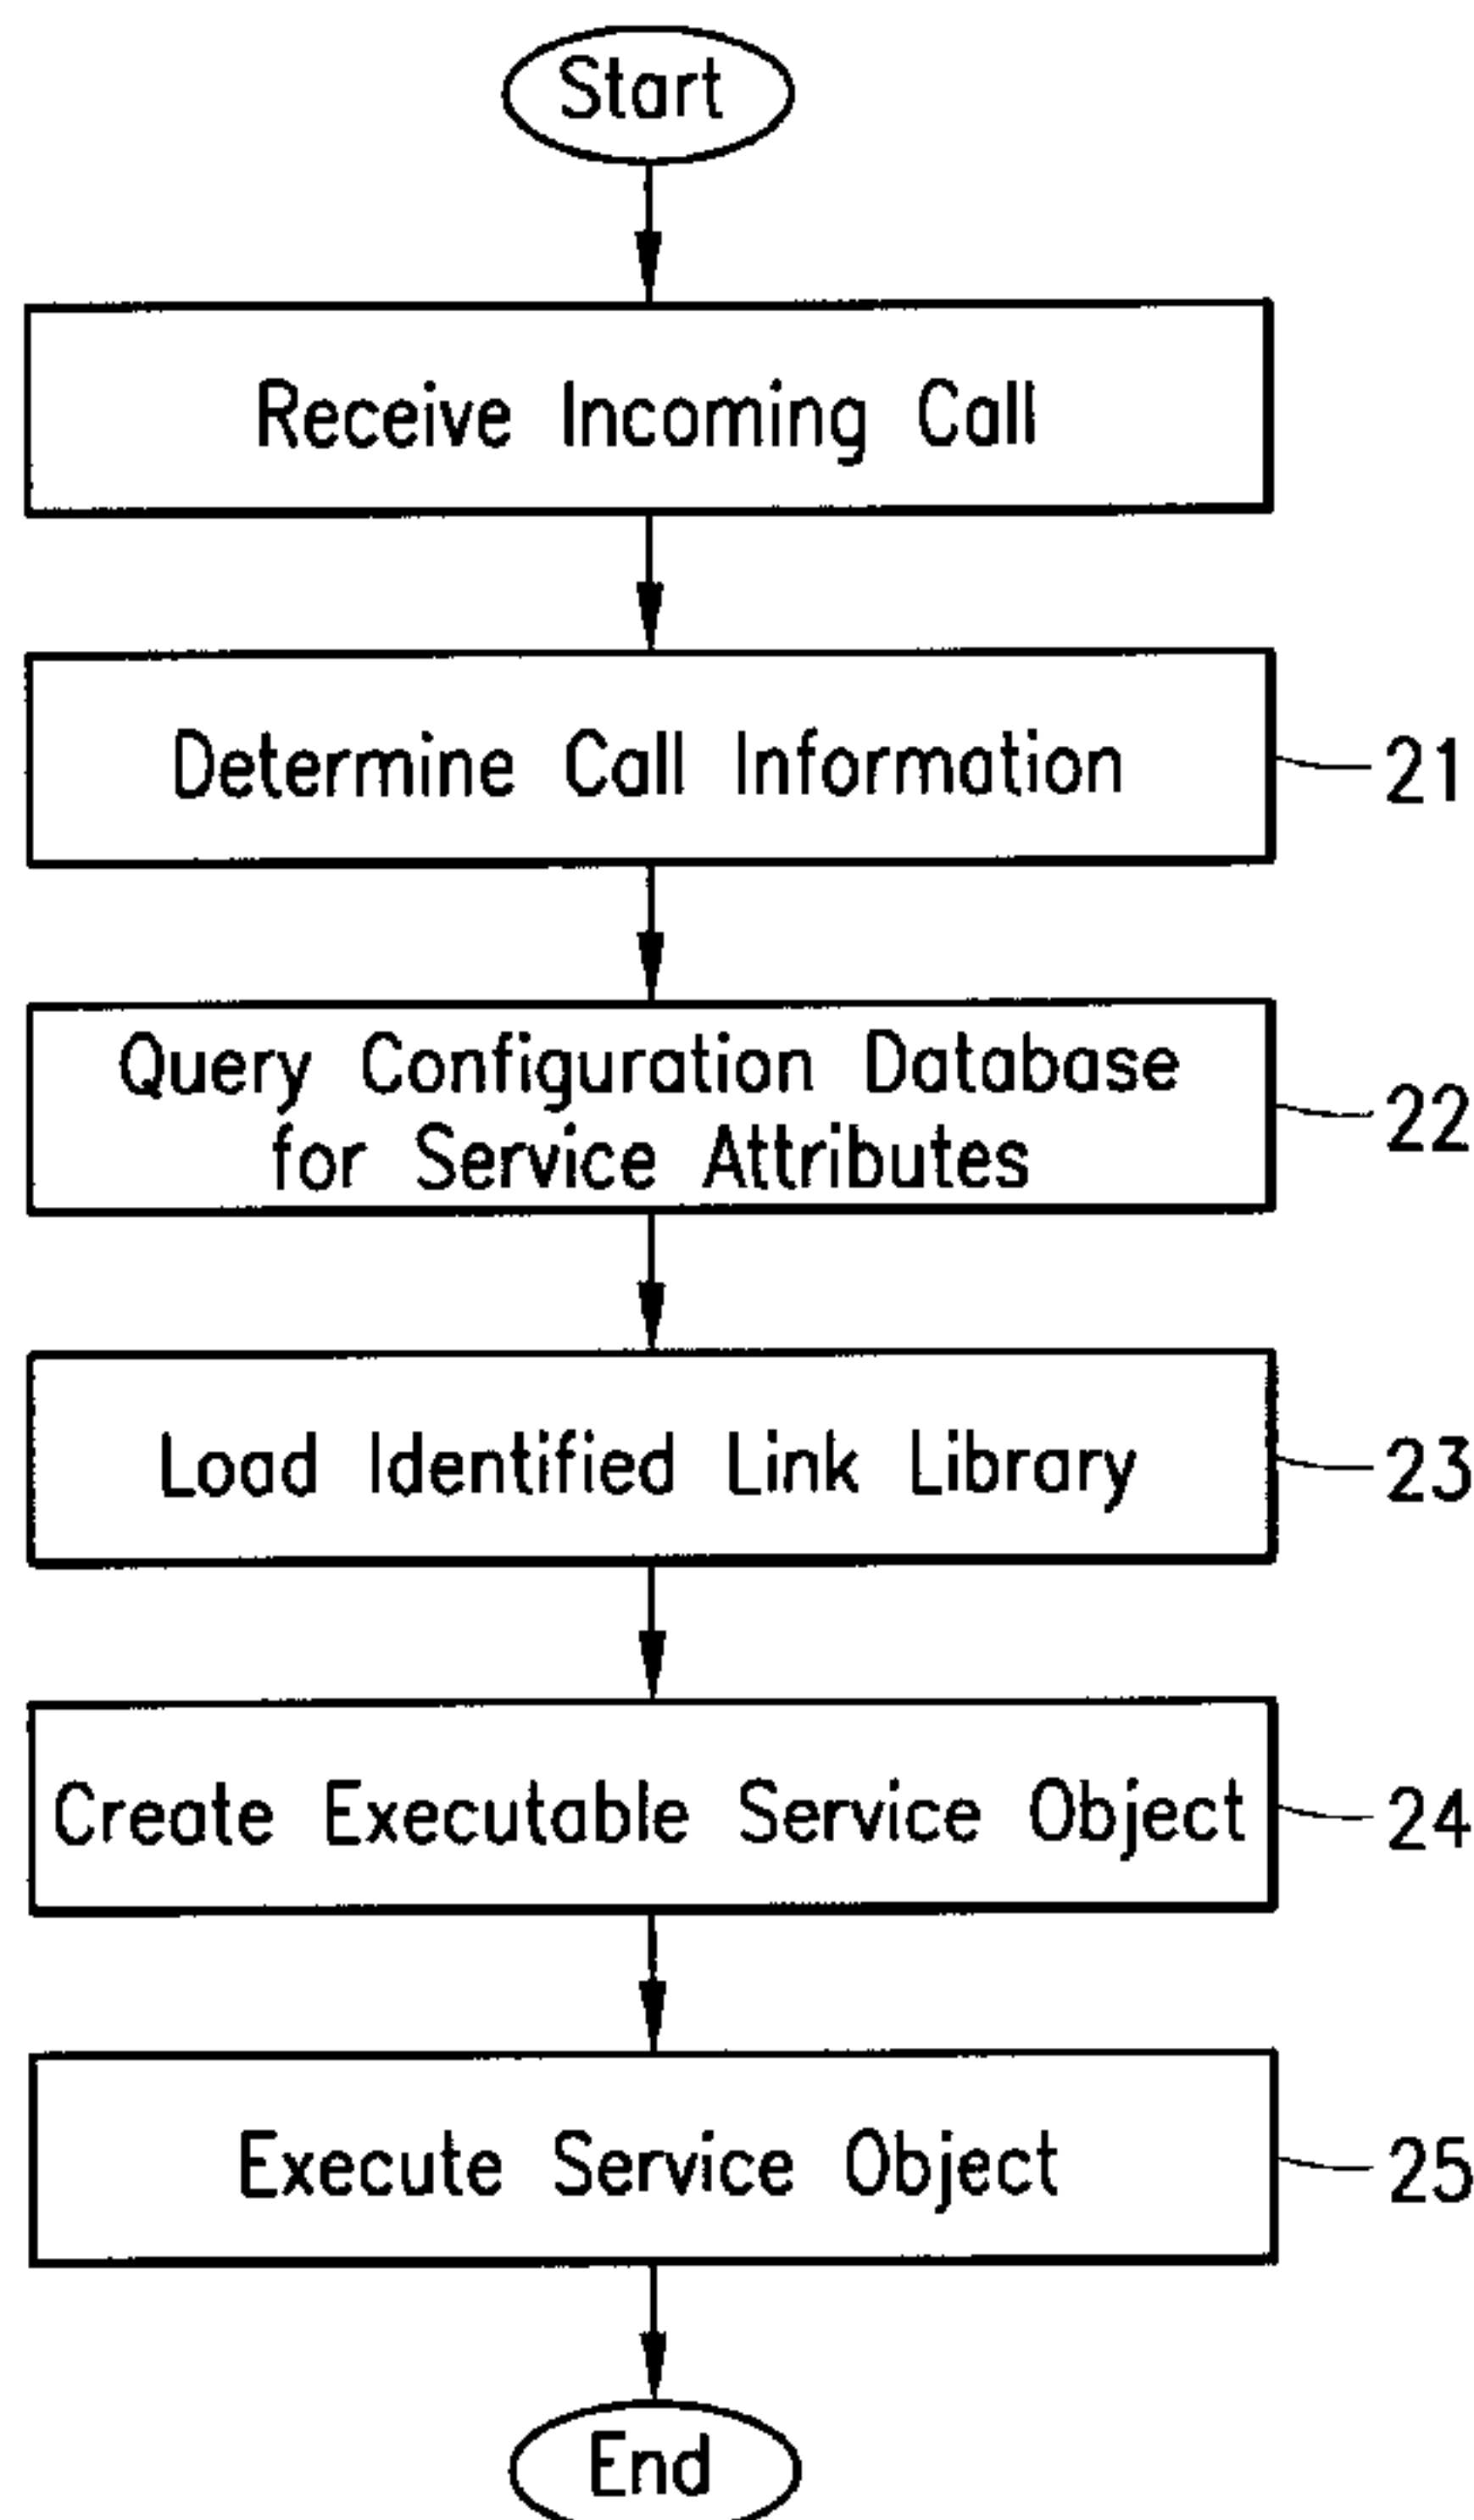 Start
Receive Incoming Call
Determine Call Information
21
Query Configuration Database
for Service Attributes
22
Load Identified Link Library
23
Create Executable Service Object
24
Execute Service Object
25
End